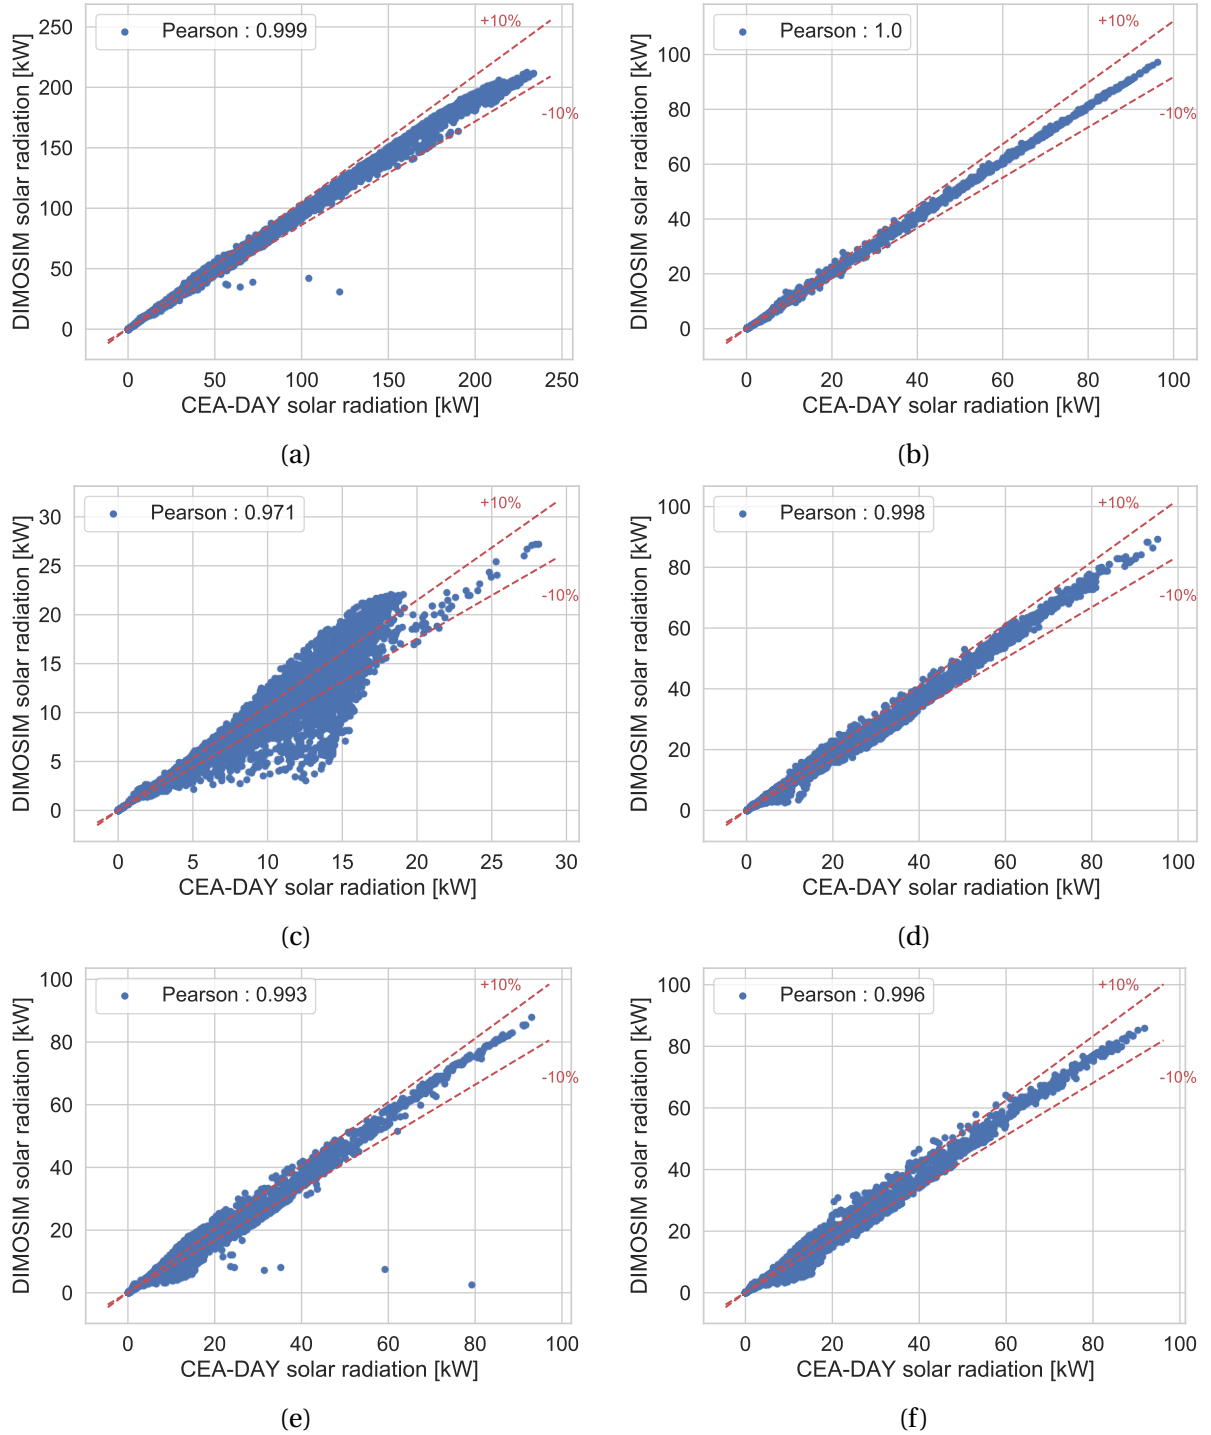 Pearson : 0.999
+10%
-10%
250
200
150
100
50
0
DIMOSIM solar radiation [kW]
0 50 100 150 200 250
CEA-DAY solar radiation [kW]
(a)
Pearson : 1.0
+10%
-10%
100
80
60
40
20
0
DIMOSIM solar radiation [kW]
0 20 40 60 80 100
CEA-DAY solar radiation [kW]
(b)
Pearson : 0.971
+10%
-10%
30
25
20
15
10
5
0
DIMOSIM solar radiation [kW]
0 5 10 15 20 25 30
CEA-DAY solar radiation [kW]
(c)
Pearson : 0.998
+10%
-10%
100
80
60
40
20
0
DIMOSIM solar radiation [kW]
0 20 40 60 80 100
CEA-DAY solar radiation [kW]
(d)
Pearson : 0.993
+10%
-10%
100
80
60
40
20
0
DIMOSIM solar radiation [kW]
0 20 40 60 80 100
CEA-DAY solar radiation [kW]
(e)
Pearson : 0.996
+10%
-10%
100
80
60
40
20
0
DIMOSIM solar radiation [kW]
0 20 40 60 80 100
CEA-DAY solar radiation [kW]
(f)